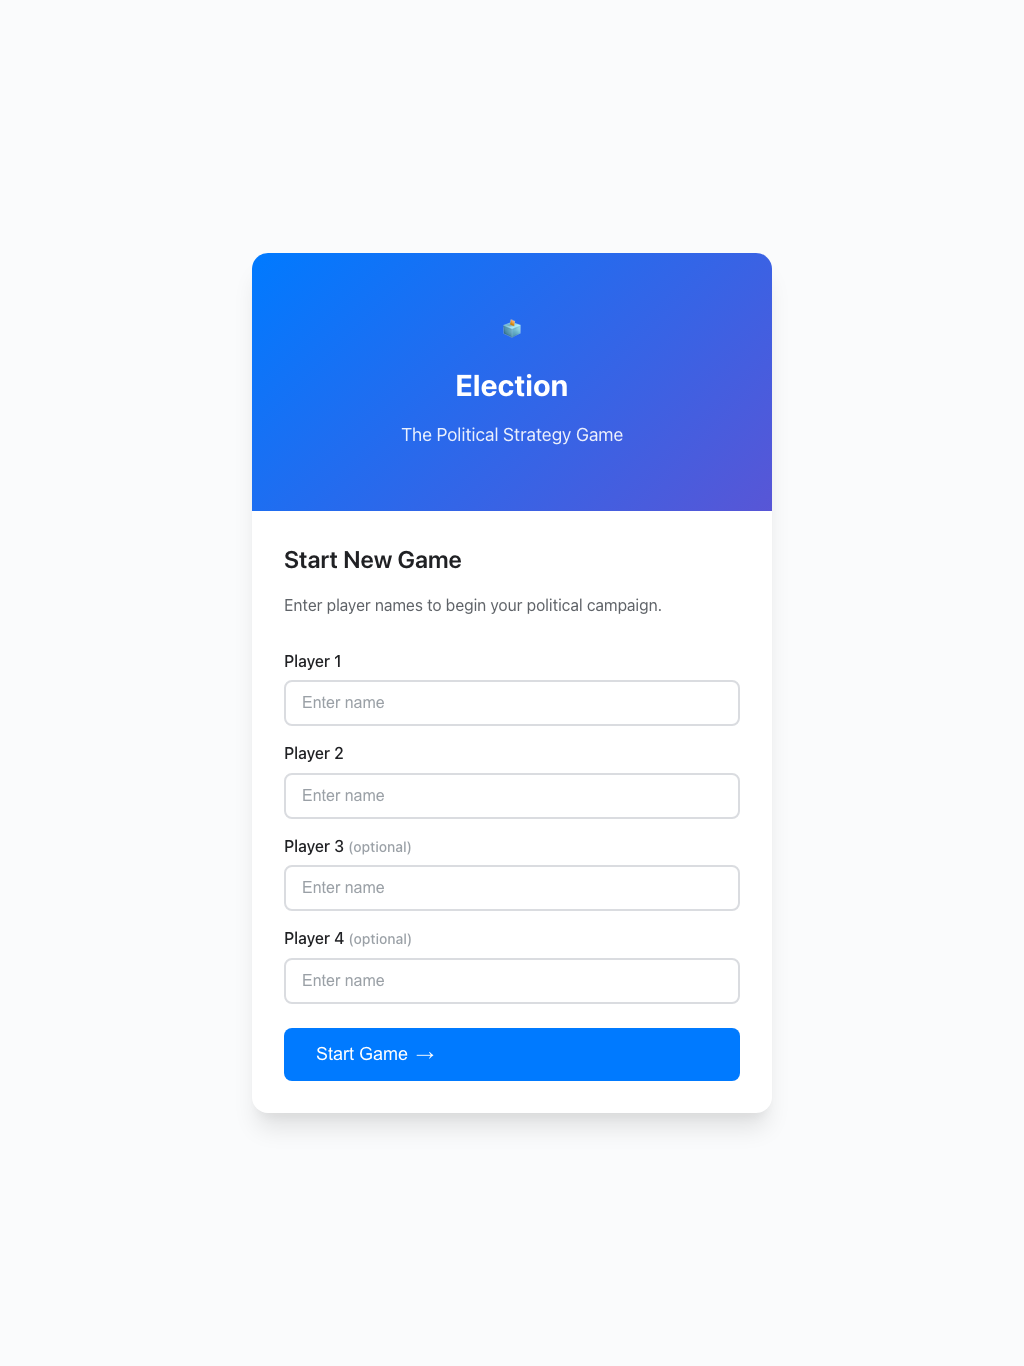 Election
The Political Strategy Game
Start New Game
Enter player names to begin your political campaign.
Player 1
Enter name
Player 2
Enter name
Player 3 (optional)
Enter name
Player 4 (optional)
Enter name
Start Game →